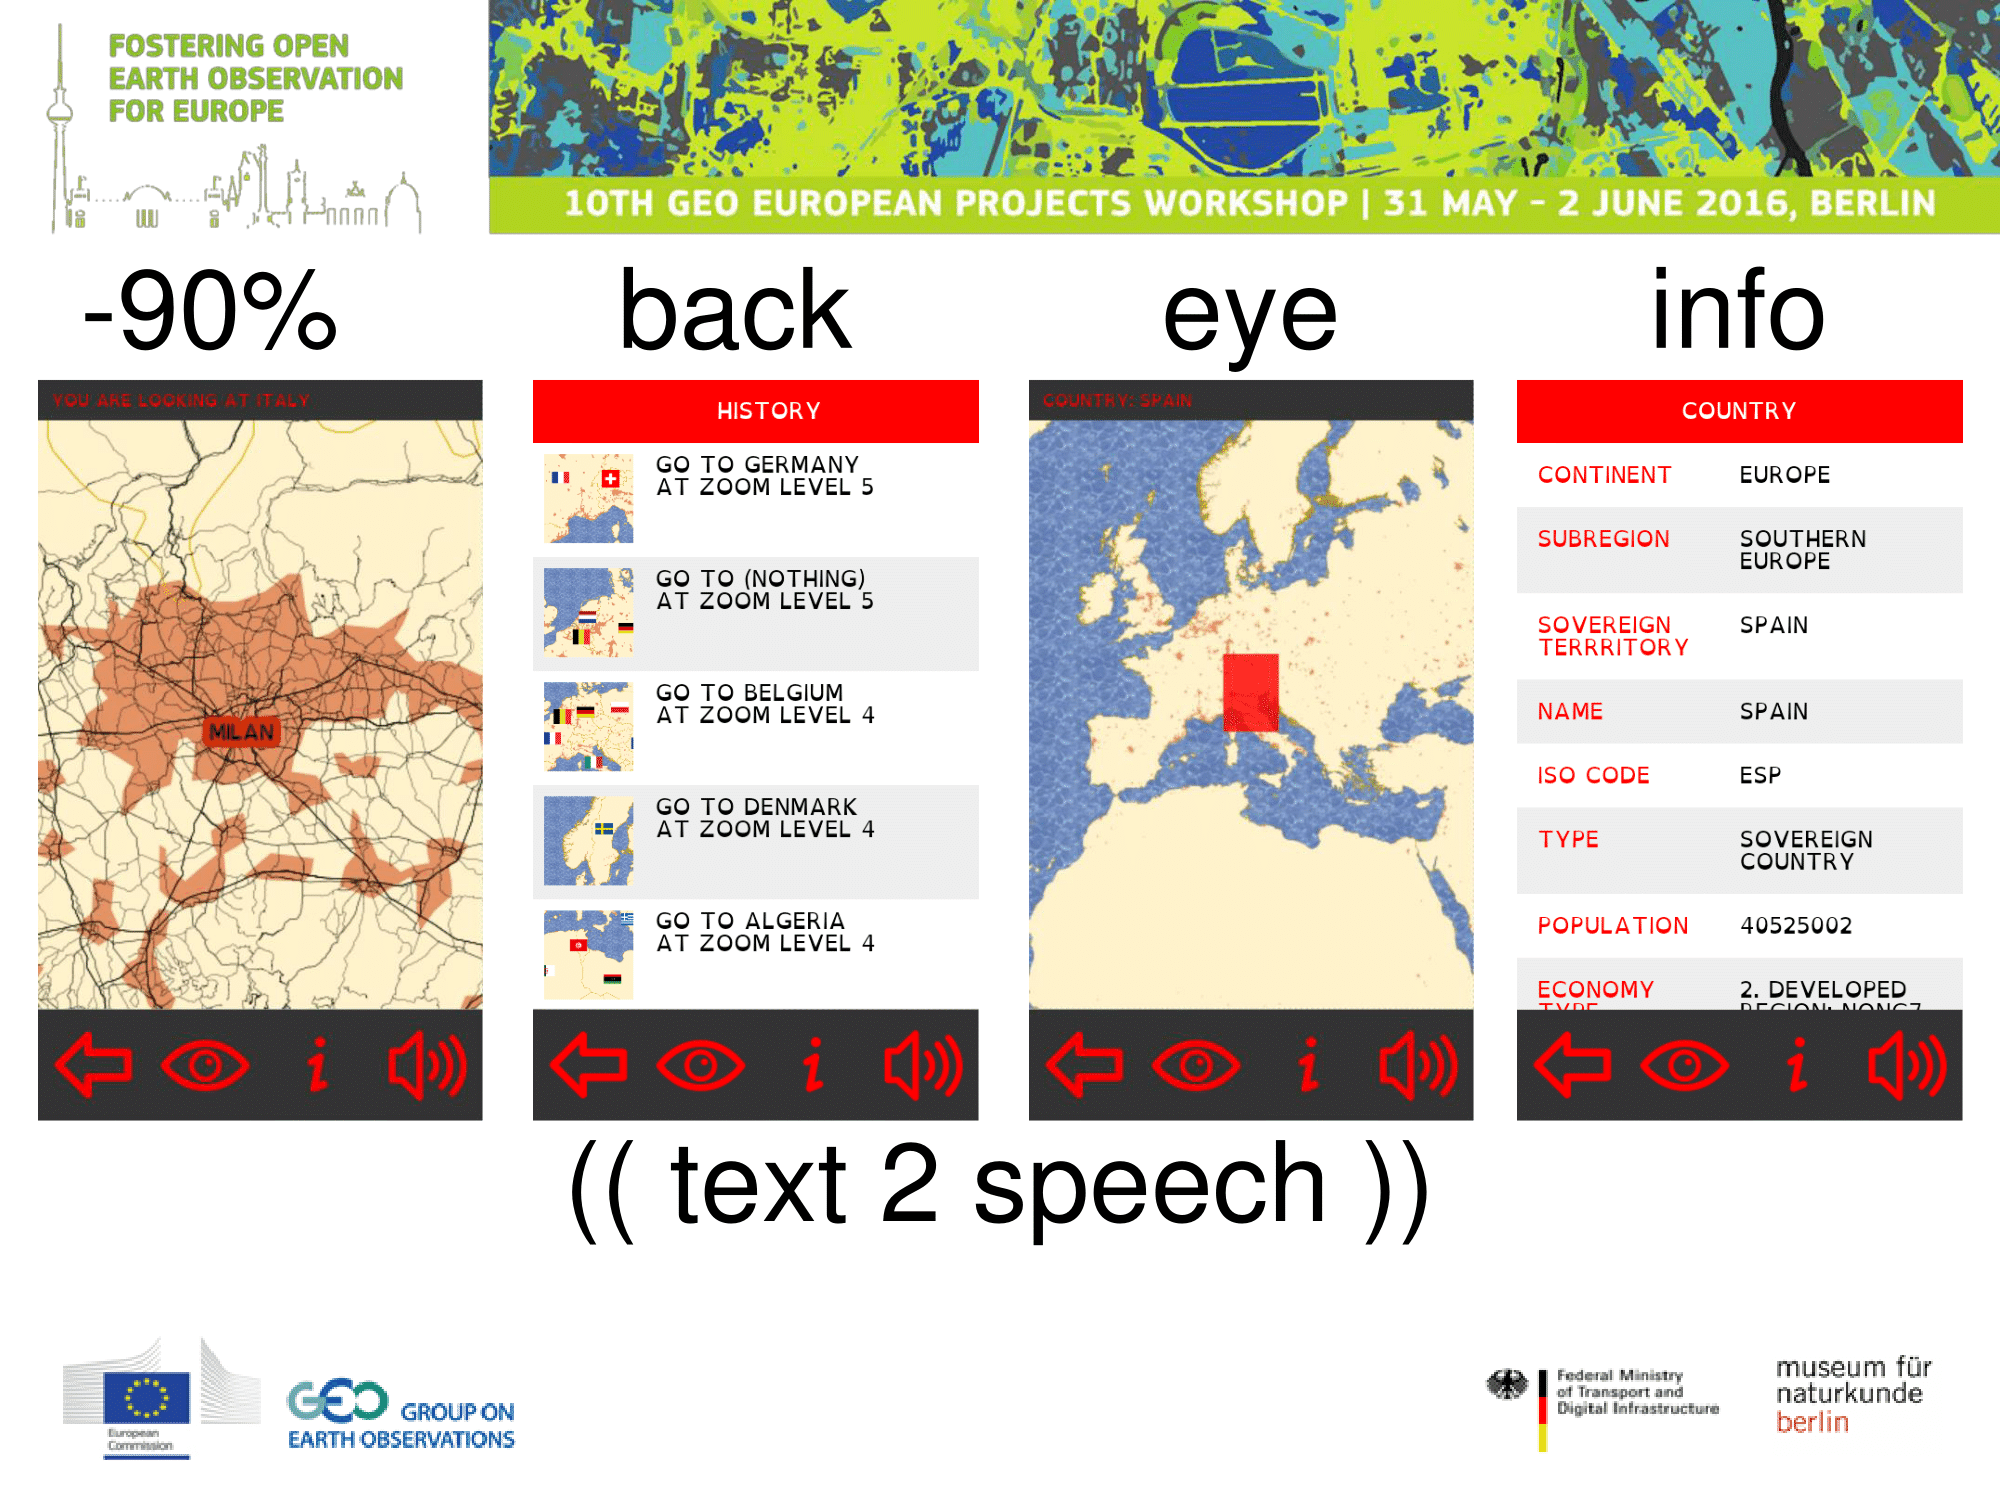 FOSTERING OPEN
EARTH OBSERVATION
FOR EUROPE
10TH GEO EUROPEAN PROJECTS WORKSHOP | 31 MAY - 2 JUNE 2016, BERLIN
-90%
back
eye
info
YOU ARE LOOKING AT ITALY
MILAN
HISTORY
GO TO GERMANY
AT ZOOM LEVEL 5
GO TO (NOTHING)
AT ZOOM LEVEL 5
GO TO BELGIUM
AT ZOOM LEVEL 4
GO TO DENMARK
AT ZOOM LEVEL 4
GO TO ALGERIA
AT ZOOM LEVEL 4
COUNTRY: SPAIN
COUNTRY
CONTINENT EUROPE
SUBREGION SOUTHERN
EUROPE
SOVEREIGN SPAIN
TERRRITORY
NAME SPAIN
ISO CODE ESP
TYPE SOVEREIGN
COUNTRY
POPULATION 40525002
ECONOMY 2. DEVELOPED
TYPE REGION: NONG7
(( text 2 speech ))
European
Commission
GEO GROUP ON
EARTH OBSERVATIONS
Federal Ministry
of Transport and
Digital Infrastructure
museum für
naturkunde
berlin